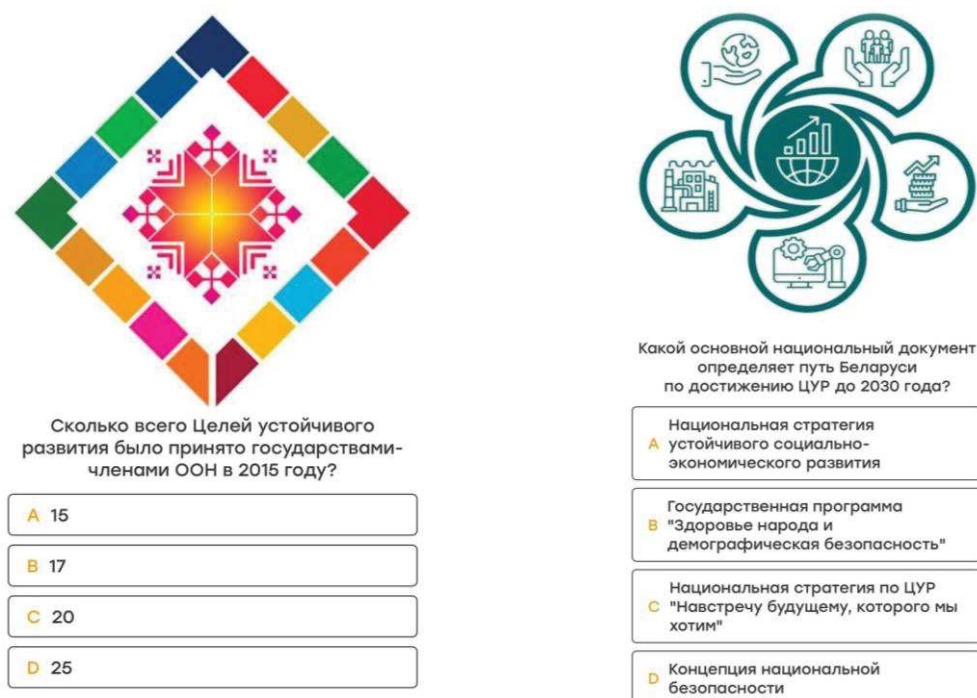 Сколько всего Целей устойчивого
развития было принято государствами-
членами ООН в 2015 году?
A 15
B 17
C 20
D 25
Какой основной национальный документ
определяет путь Беларуси
по достижению ЦУР до 2030 года?
A Национальная стратегия
устойчивого социально-
экономического развития
B Государственная программа
"Здоровье народа и
демографическая безопасность"
C Национальная стратегия по ЦУР
"Навстречу будущему, которого мы
хотим"
D Концепция национальной
безопасности